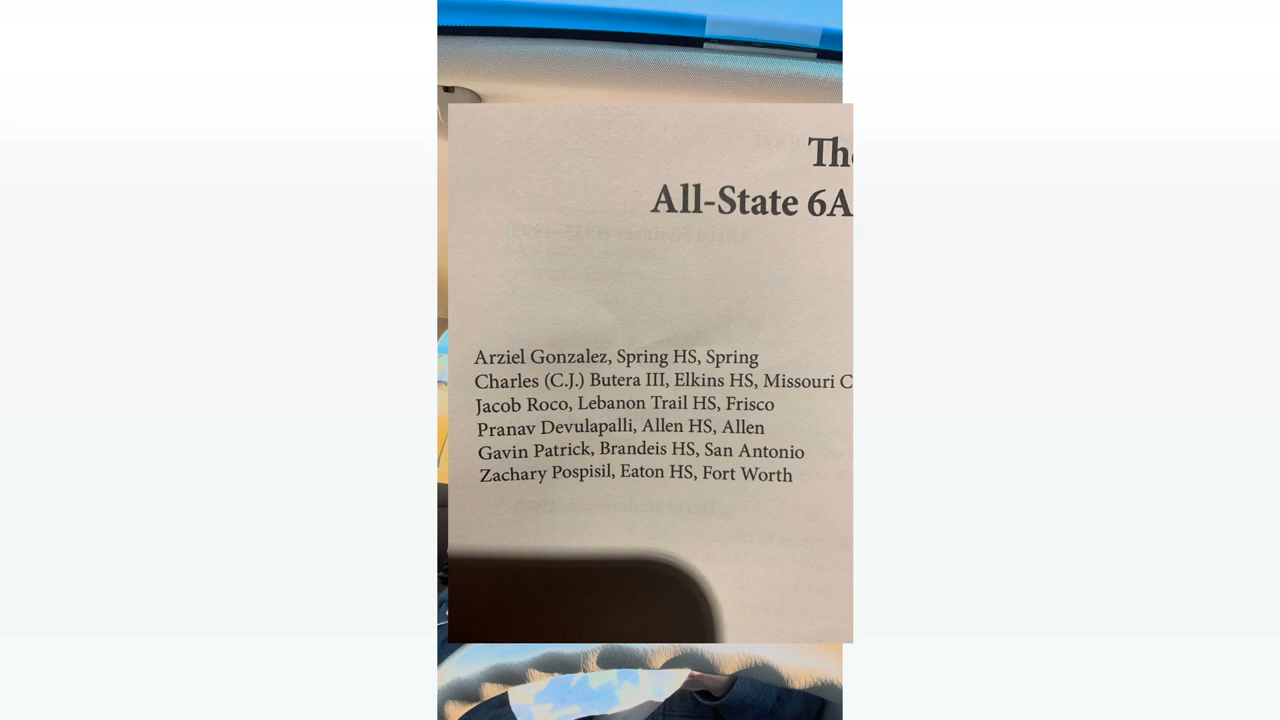 The
All-State 6A
Arziel Gonzalez, Spring HS, Spring
Charles (C.J.) Butera III, Elkins HS, Missouri C
Jacob Roco, Lebanon Trail HS, Frisco
Pranav Devulapalli, Allen HS, Allen
Gavin Patrick, Brandeis HS, San Antonio
Zachary Pospisil, Eaton HS, Fort Worth